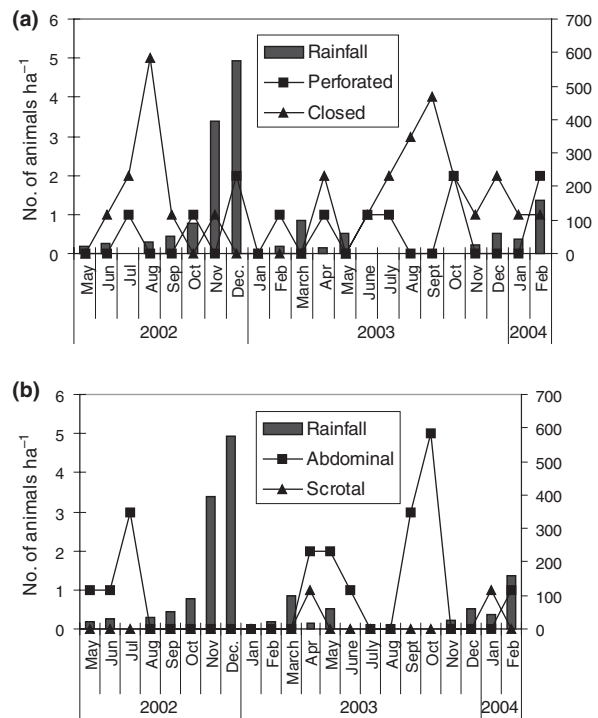 (a)
6
5
4
3
2
1
0
No. of animals ha⁻¹
700
600
500
400
300
200
100
0
Rainfall
Perforated
Closed
May Jun Jul Aug Sep Oct Nov Dec. Jan Feb March Apr May June July Aug Sept Oct Nov Dec Jan Feb
2002 2003 2004
(b)
6
5
4
3
2
1
0
No. of animals ha⁻¹
700
600
500
400
300
200
100
0
Rainfall
Abdominal
Scrotal
May Jun Jul Aug Sep Oct Nov Dec. Jan Feb March Apr May June July Aug Sept Oct Nov Dec Jan Feb
2002 2003 2004